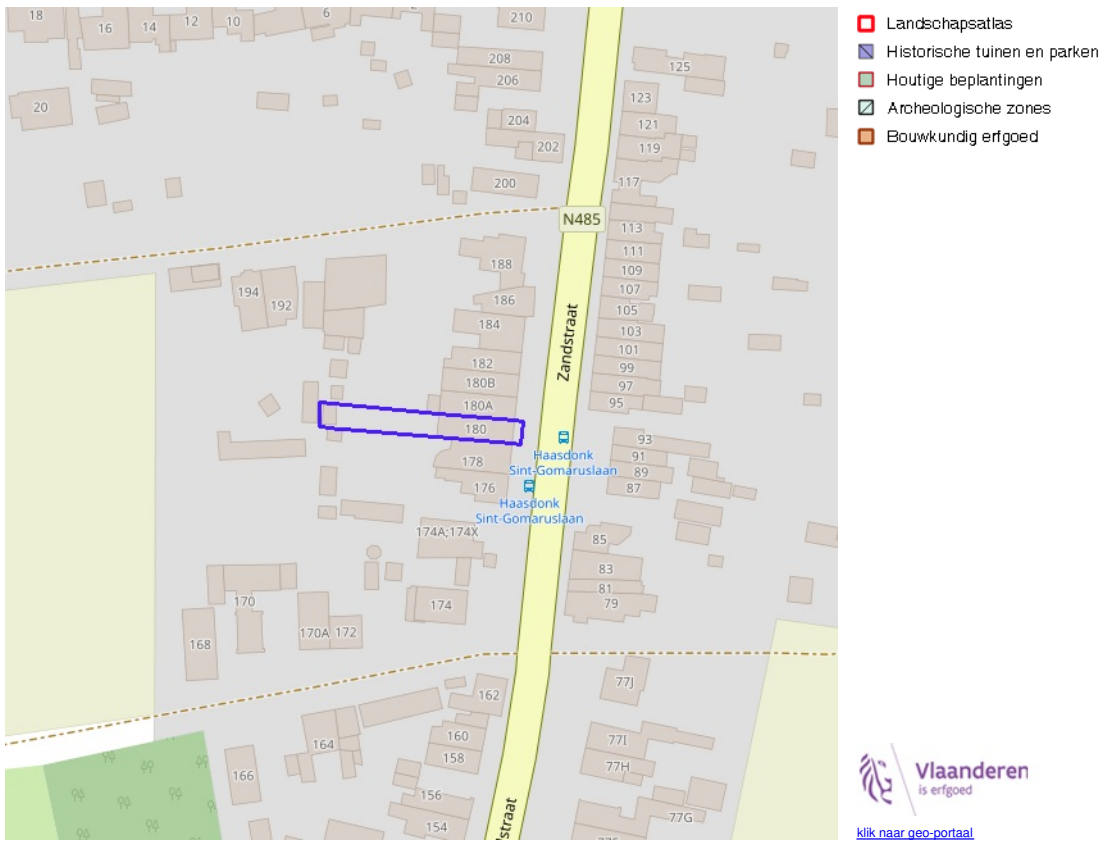 18
16
14
12
10
6
210
20
208
206
204
202
200
125
123
121
119
117
N485
113
111
109
107
105
103
101
99
97
95
188
186
184
182
180B
180A
180
178
176
194
192
Zandstraat
93
91
89
87
Haasdonk
Sint-Gomaruslaan
Haasdonk
Sint-Gomaruslaan
174A;174X
85
83
81
79
174
170
170A
172
168
162
160
158
164
166
156
154
77J
77I
77H
77G
Landschapsatlas
Historische tuinen en parken
Houtige beplantingen
Archeologische zones
Bouwkundig erfgoed
Vlaanderen
is erfgoed
klik naar geo-portaal